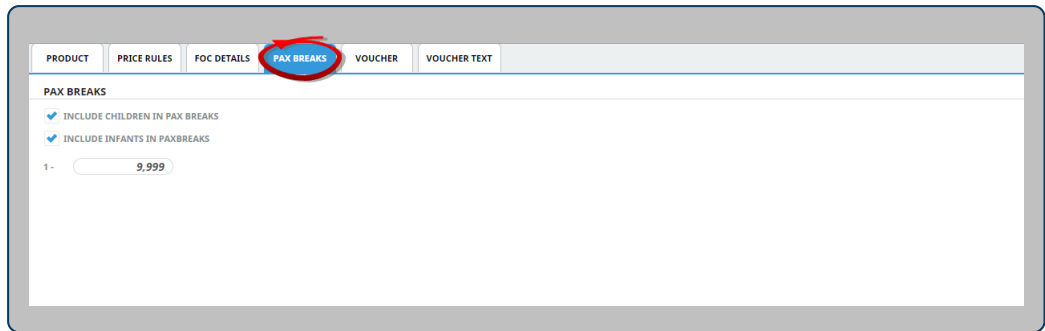 PRODUCT PRICE RULES FOC DETAILS PAX BREAKS VOUCHER VOUCHER TEXT
PAX BREAKS
INCLUDE CHILDREN IN PAX BREAKS
INCLUDE INFANTS IN PAXBREAKS
1 - 9,999